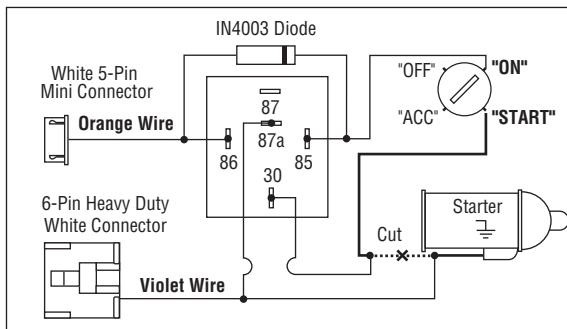 IN4003 Diode
White 5-Pin
Mini Connector
Orange Wire
"OFF"
"ON"
"ACC"
"START"
87
87a
86
85
30
6-Pin Heavy Duty
White Connector
Violet Wire
Cut
Starter